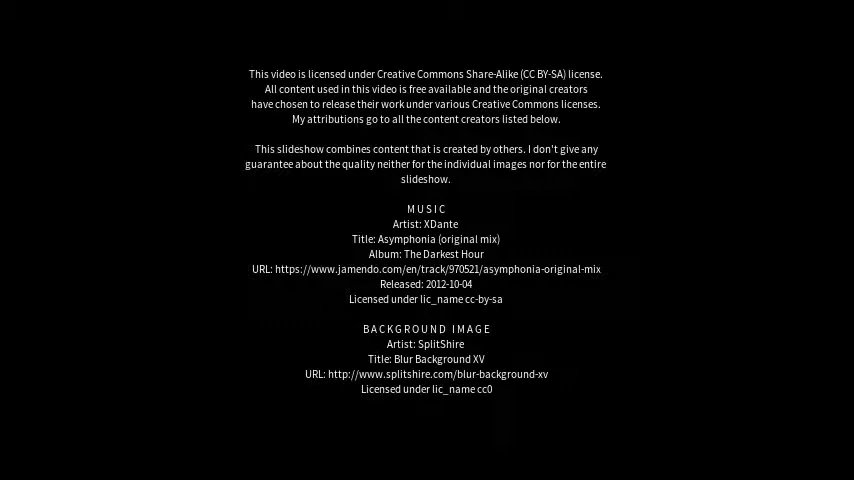 This video is licensed under Creative Commons Share-Alike (CC BY-SA) license.
All content used in this video is free available and the original creators
have chosen to release their work under various Creative Commons licenses.
My attributions go to all the content creators listed below.
This slideshow combines content that is created by others. I don't give any
guarantee about the quality neither for the individual images nor for the entire
slideshow.
MUSIC
Artist: XDante
Title: Asymphonia (original mix)
Album: The Darkest Hour
URL: https://www.jamendo.com/en/track/970521/asymphonia-original-mix
Released: 2012-10-04
Licensed under lic_name cc-by-sa
BACKGROUND IMAGE
Artist: SplitShire
Title: Blur Background XV
URL: http://www.splitshire.com/blur-background-xv
Licensed under lic_name cc0